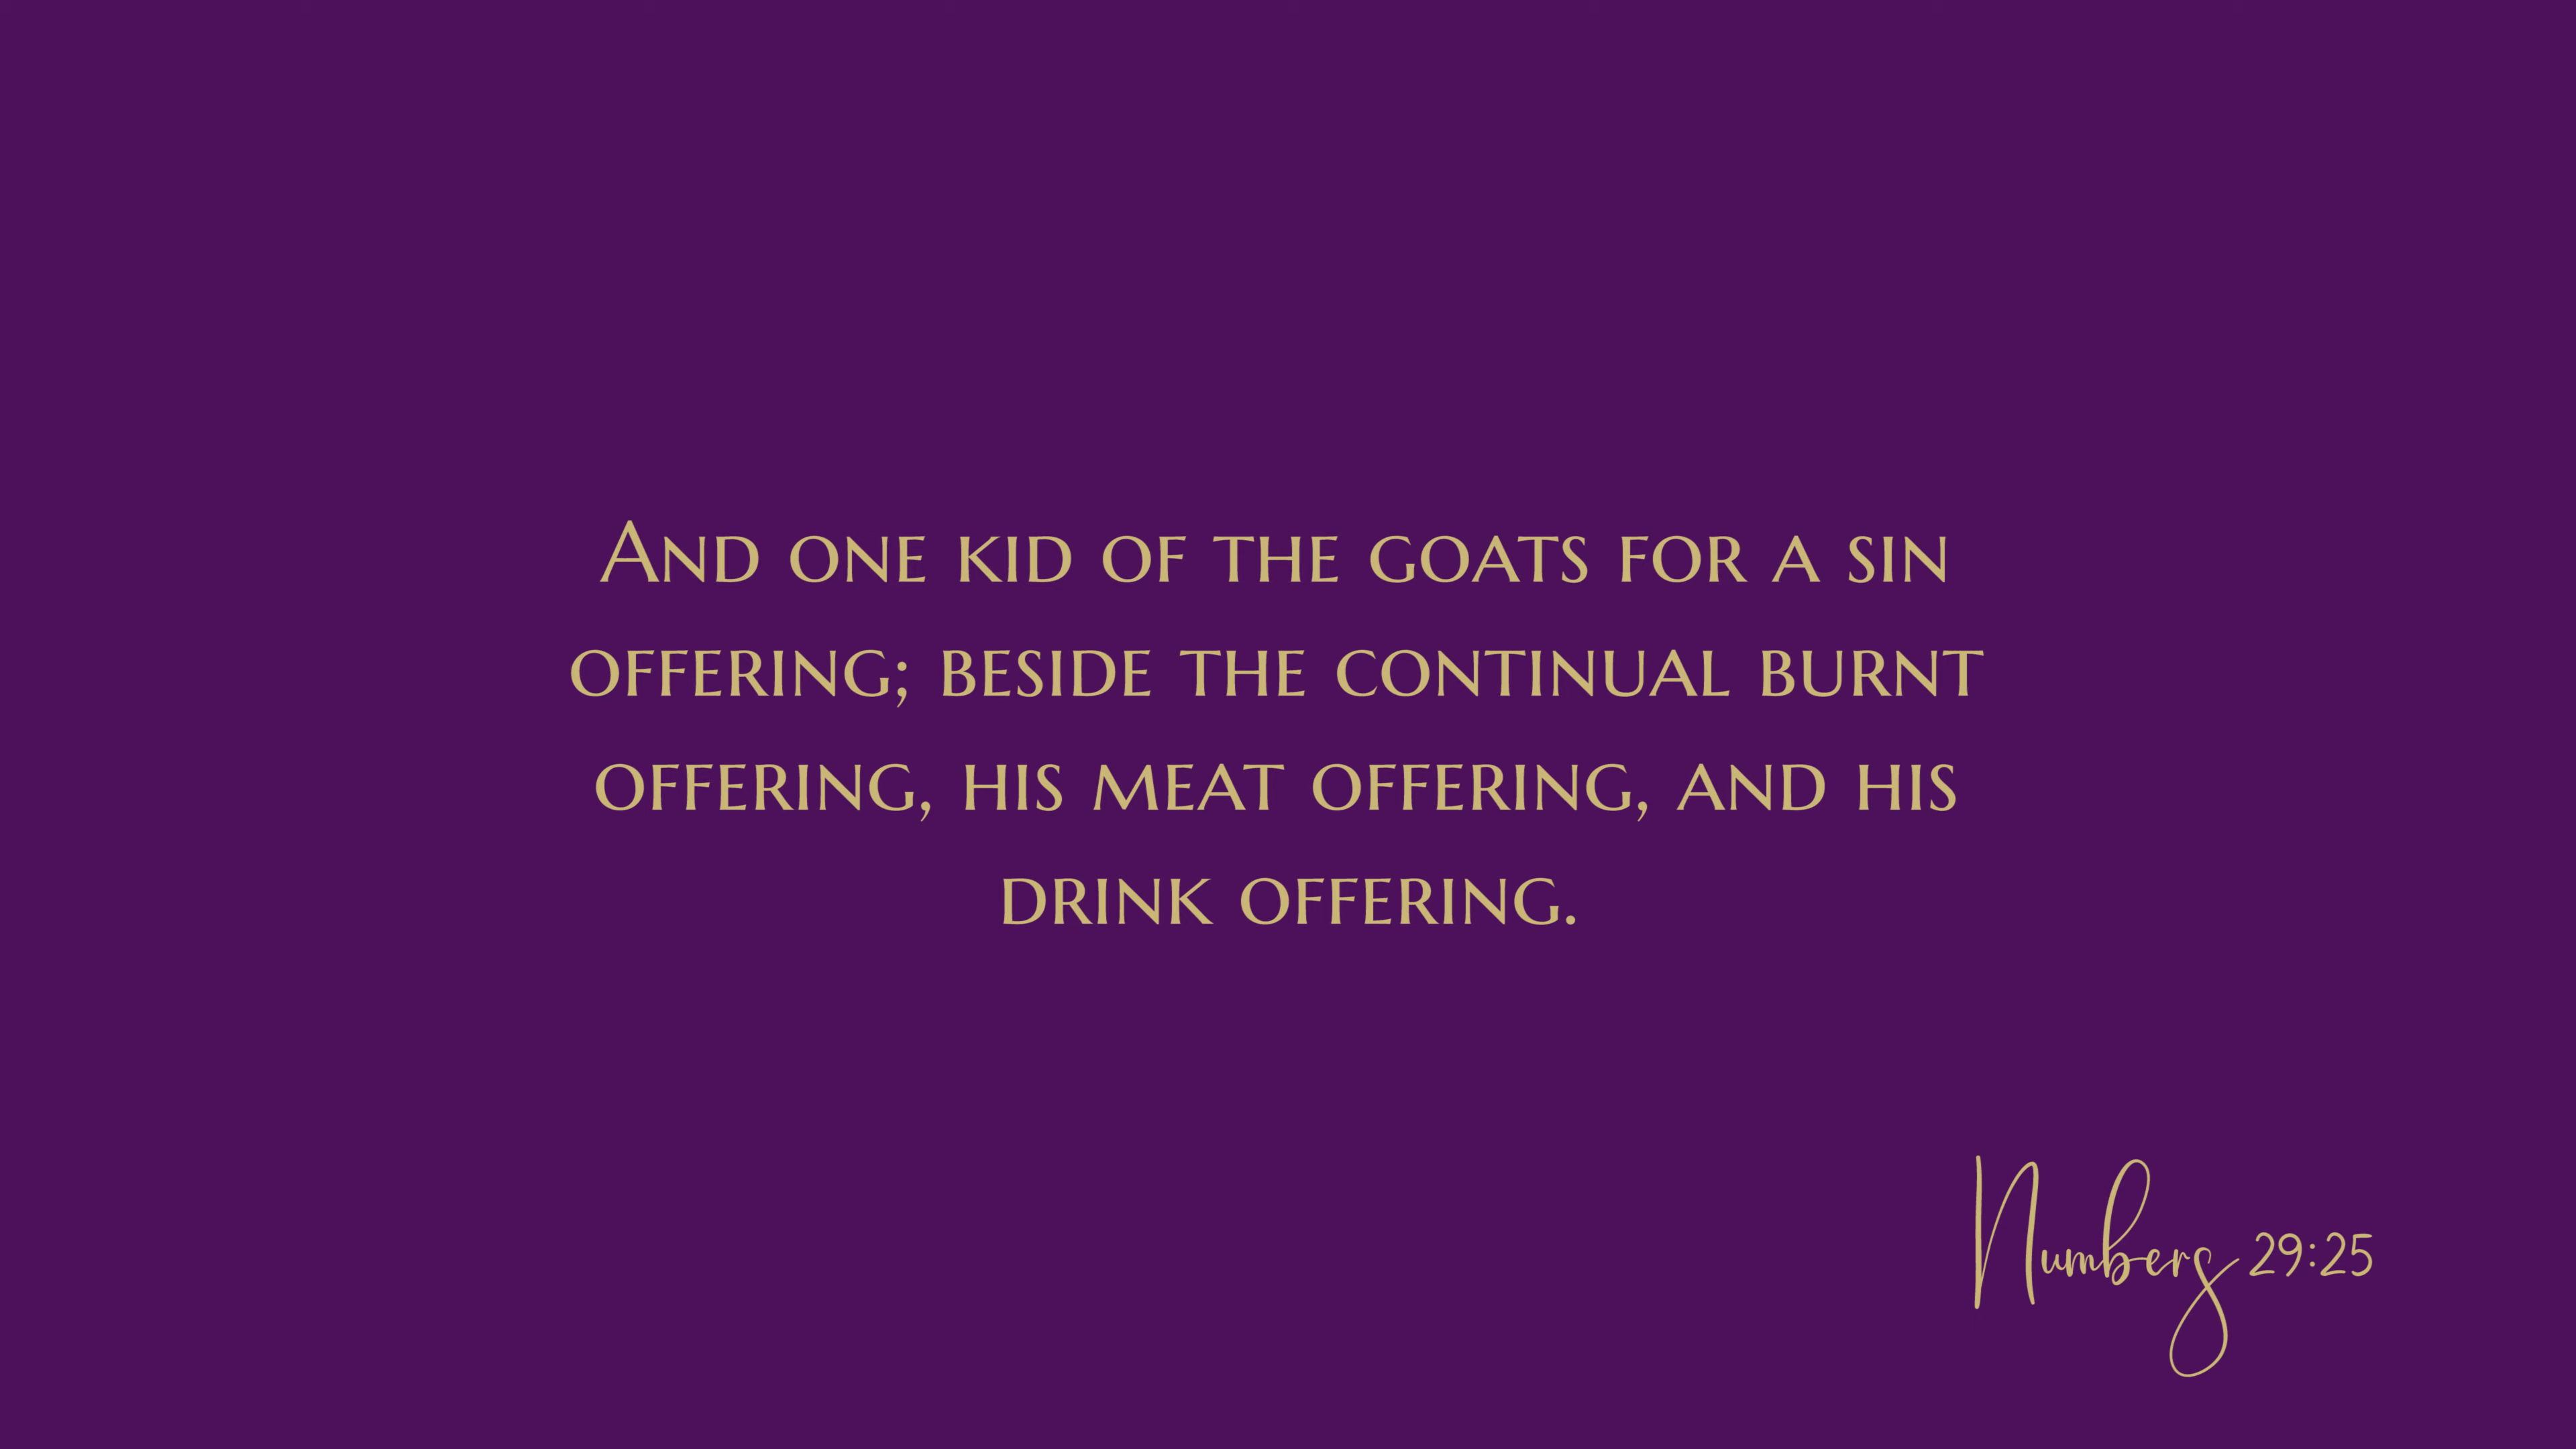 And one kid of the goats for a sin
offering; beside the continual burnt
offering, his meat offering, and his
drink offering.
Numbers 29:25